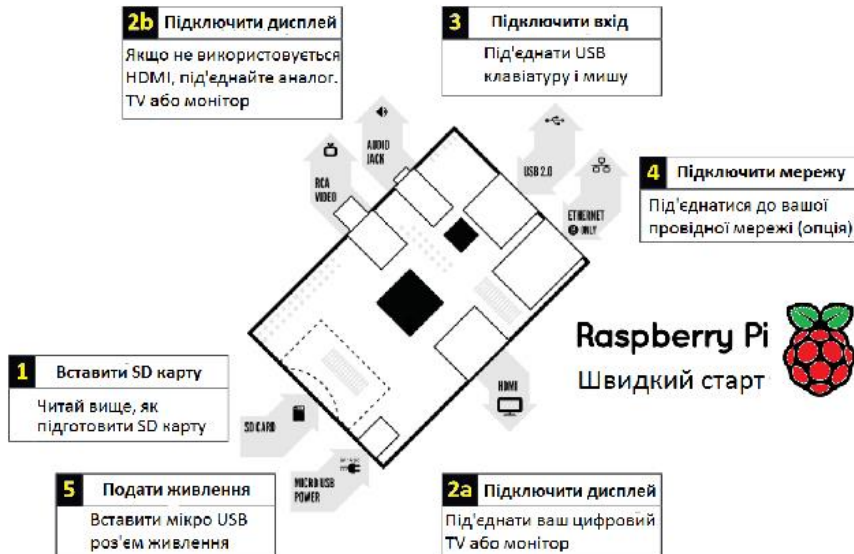 2b Підключити дисплей
Якщо не використовується
HDMI, під'єднайте аналог.
TV або монітор
3 Підключити вхід
Під'єднати USB
клавіатуру і мишу
AUDIO
JACK
RCA
VIDEO
USB 2.0
ETHERNET
B ONLY
4 Підключити мережу
Під'єднатися до вашої
провідної мережі (опція)
Raspberry Pi
Швидкий старт
1 Вставити SD карту
Читай вище, як
підготовити SD карту
SD CARD
HDMI
MICRO USB
POWER
5 Подати живлення
Вставити мікро USB
роз'єм живлення
2a Підключити дисплей
Під'єднати ваш цифровий
TV або монітор